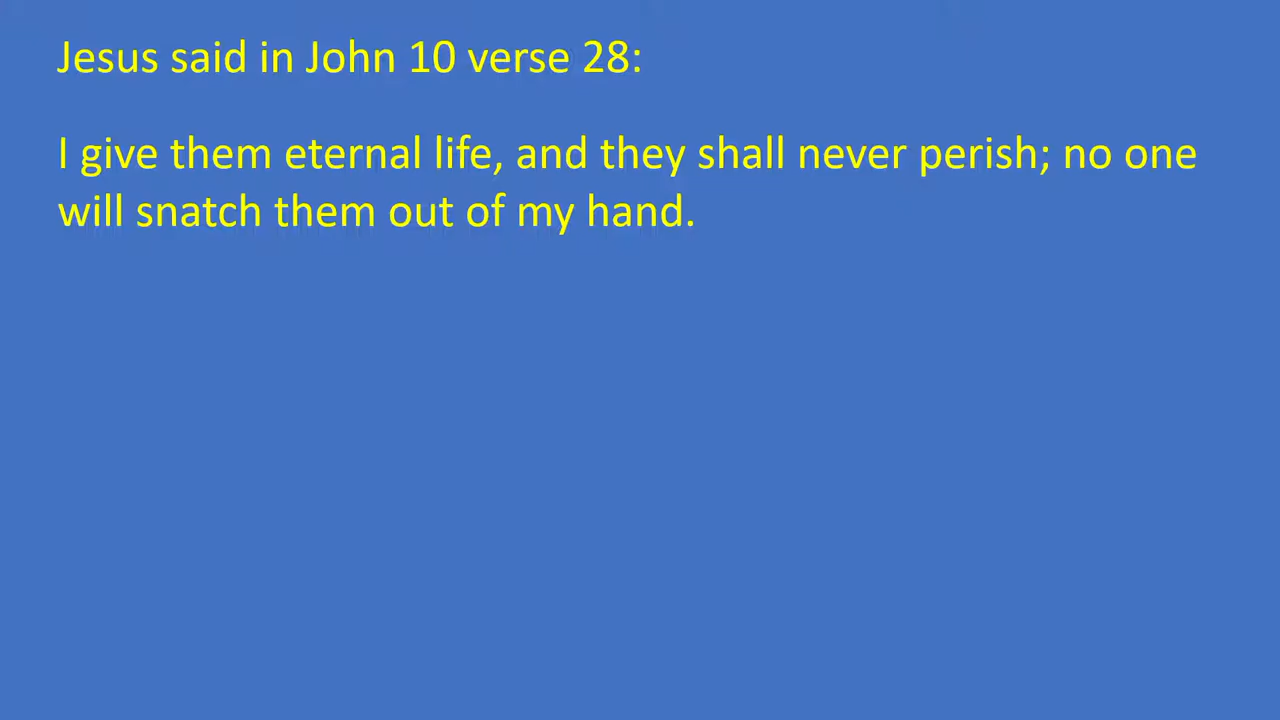 Jesus said in John 10 verse 28:
I give them eternal life, and they shall never perish; no one
will snatch them out of my hand.